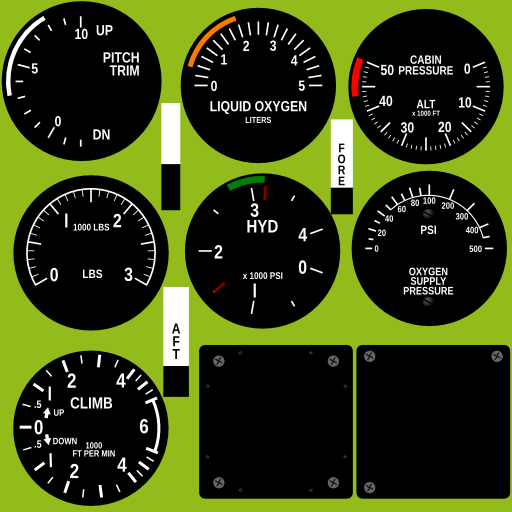 10 UP
PITCH
TRIM
5
0
DN
0 1 2 3 4 5
LIQUID OXYGEN
LITERS
CABIN
PRESSURE
50 0
40 10
30 20
ALT
x 1000 FT
FORE
1 2
1000 LBS
0 LBS 3
3
HYD
2 4
0
x 1000 PSI
1
0 20 40 60 80 100 200 300 400 500
PSI
OXYGEN
SUPPLY
PRESSURE
AFT
1 2 4
.5
CLIMB
UP
0 6
DOWN
.5
1000
FT PER MIN
1 2 4